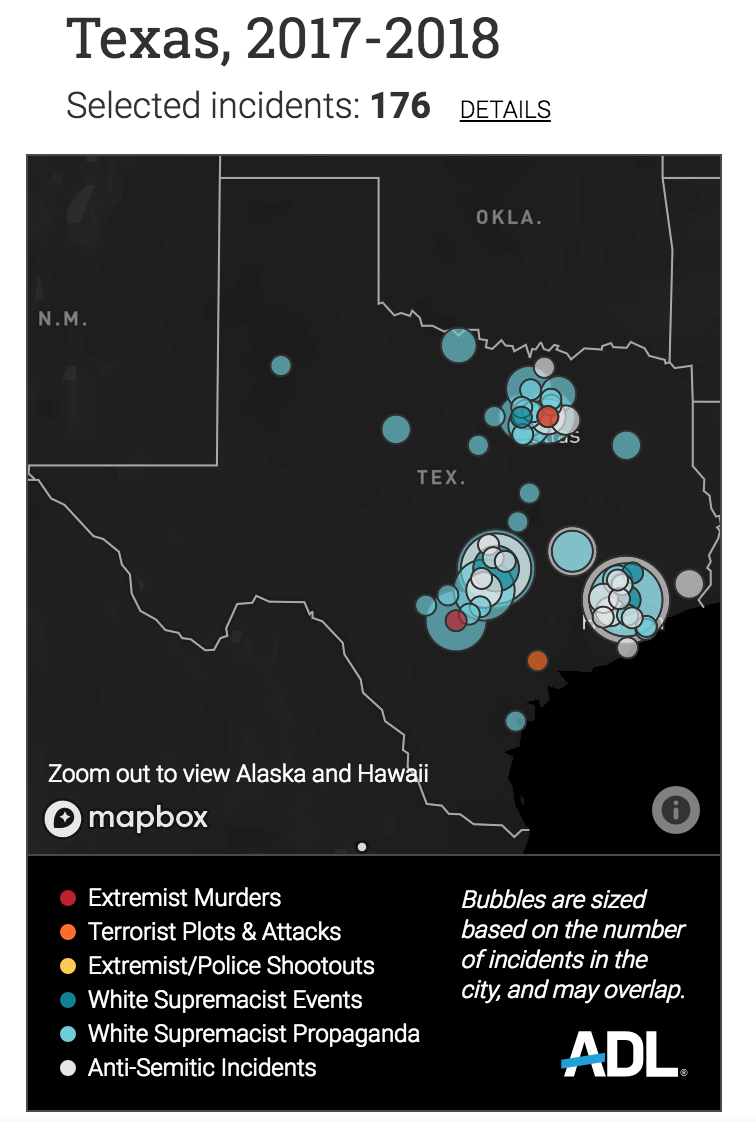 Texas, 2017-2018
Selected incidents: 176 DETAILS
OKLA.
N.M.
TEX.
Zoom out to view Alaska and Hawaii
mapbox
Extremist Murders
Terrorist Plots & Attacks
Extremist/Police Shootouts
White Supremacist Events
White Supremacist Propaganda
Anti-Semitic Incidents
Bubbles are sized
based on the number
of incidents in the
city, and may overlap.
ADL®